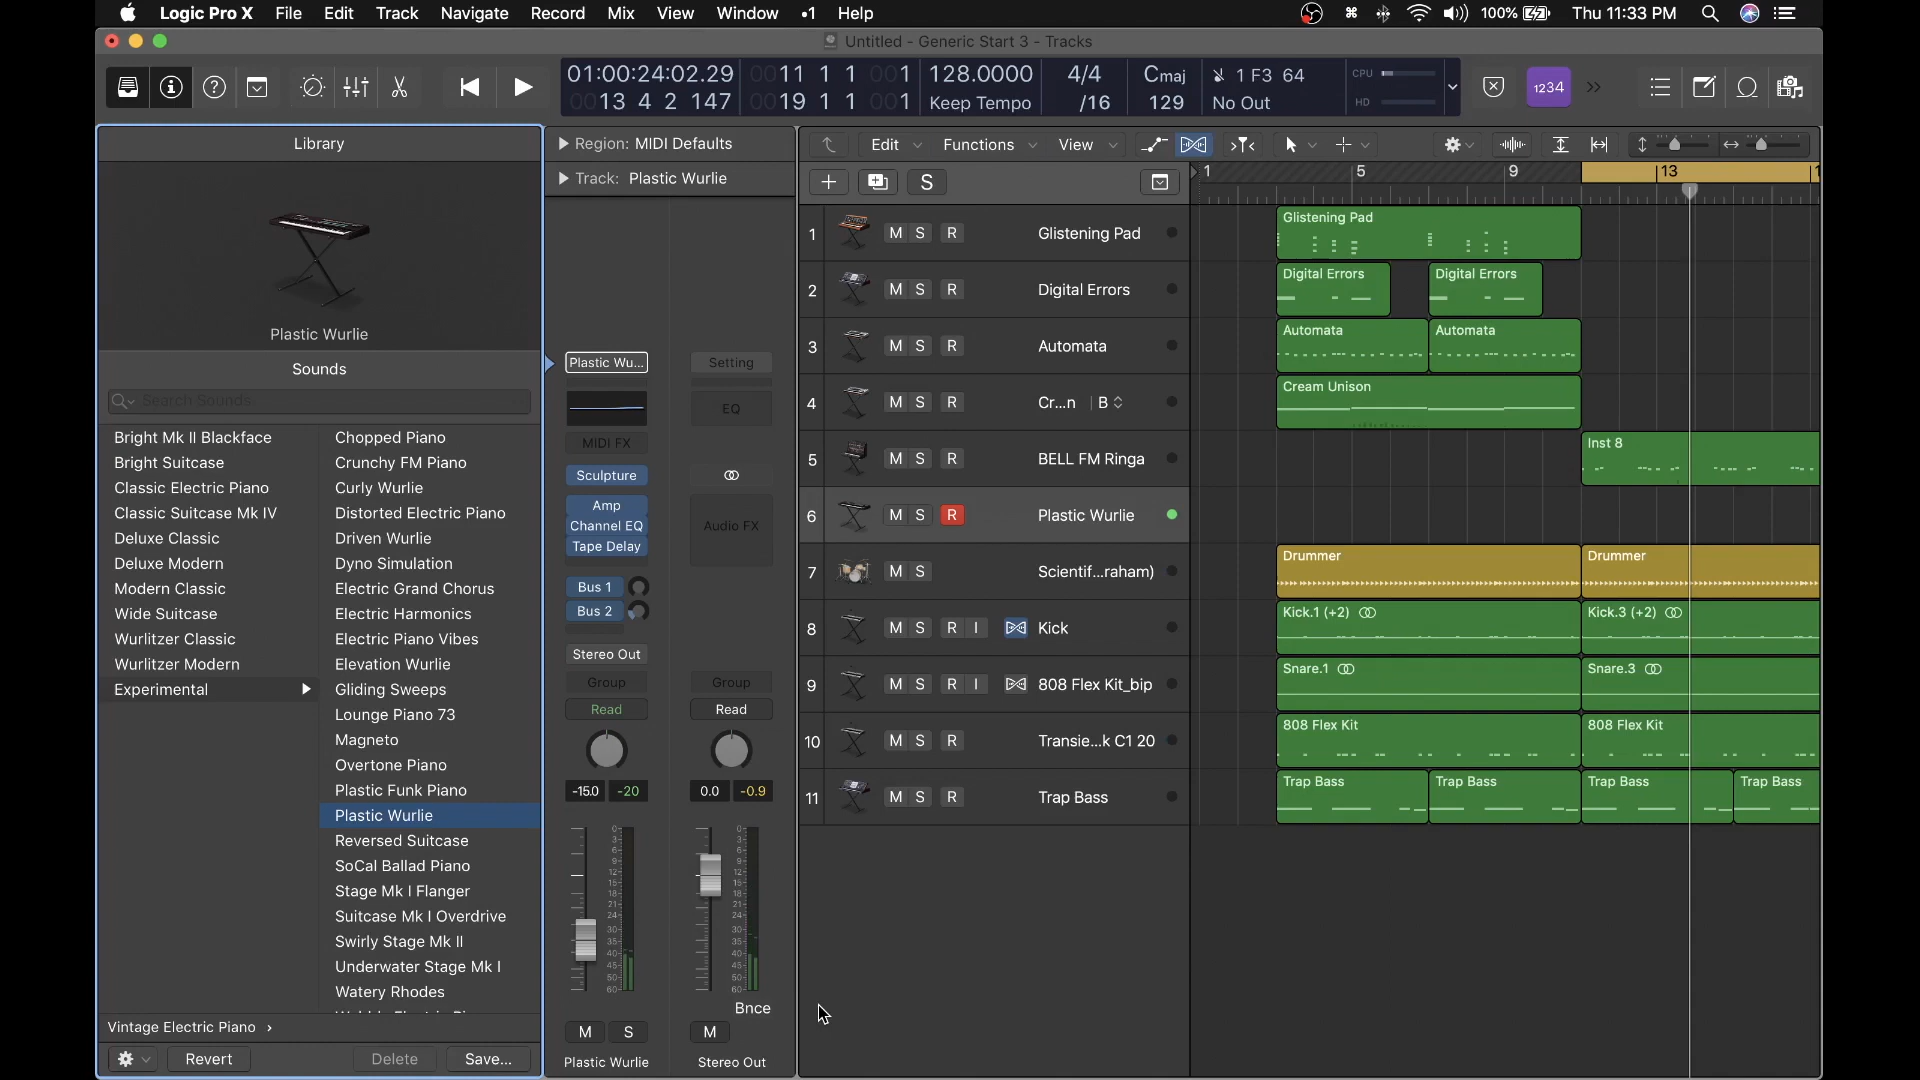 Logic Pro X File Edit Track Navigate Record Mix View Window •1 Help 100% Thu 11:33 PM
Untitled - Generic Start 3 - Tracks
01:00:24:02.29 0011 1 1 001 128.0000 4/4 Cmaj 1 F3 64 CPU
0013 4 2 147 0019 1 1 001 Keep Tempo /16 129 No Out HD
1234
Library
Plastic Wurlie
Sounds
Search Sounds
Bright Mk II Blackface
Bright Suitcase
Classic Electric Piano
Classic Suitcase Mk IV
Deluxe Classic
Deluxe Modern
Modern Classic
Wide Suitcase
Wurlitzer Classic
Wurlitzer Modern
Experimental
Chopped Piano
Crunchy FM Piano
Curly Wurlie
Distorted Electric Piano
Driven Wurlie
Dyno Simulation
Electric Grand Chorus
Electric Harmonics
Electric Piano Vibes
Elevation Wurlie
Gliding Sweeps
Lounge Piano 73
Magneto
Overtone Piano
Plastic Funk Piano
Plastic Wurlie
Reversed Suitcase
SoCal Ballad Piano
Stage Mk I Flanger
Suitcase Mk I Overdrive
Swirly Stage Mk II
Underwater Stage Mk I
Watery Rhodes
Vintage Electric Piano ›
Revert Delete Save...
Region: MIDI Defaults
Track: Plastic Wurlie
Plastic Wu... Setting
EQ
MIDI FX
Sculpture
Amp
Channel EQ Audio FX
Tape Delay
Bus 1
Bus 2
Stereo Out
Group Group
Read Read
-15.0 -20 0.0 -0.9
Bnce
M S M
Plastic Wurlie Stereo Out
Edit Functions View
S
1 5 9 13
1 M S R Glistening Pad
2 M S R Digital Errors
3 M S R Automata
4 M S R Cr...n B
5 M S R BELL FM Ringa
6 M S R Plastic Wurlie
7 M S Scientif...raham)
8 M S R I Kick
9 M S R I 808 Flex Kit_bip
10 M S R Transie...k C1 20
11 M S R Trap Bass
Glistening Pad
Digital Errors Digital Errors
Automata Automata
Cream Unison
Inst 8
Drummer Drummer
Kick.1 (+2) Kick.3 (+2)
Snare.1 Snare.3
808 Flex Kit 808 Flex Kit
Trap Bass Trap Bass Trap Bass Trap Bass